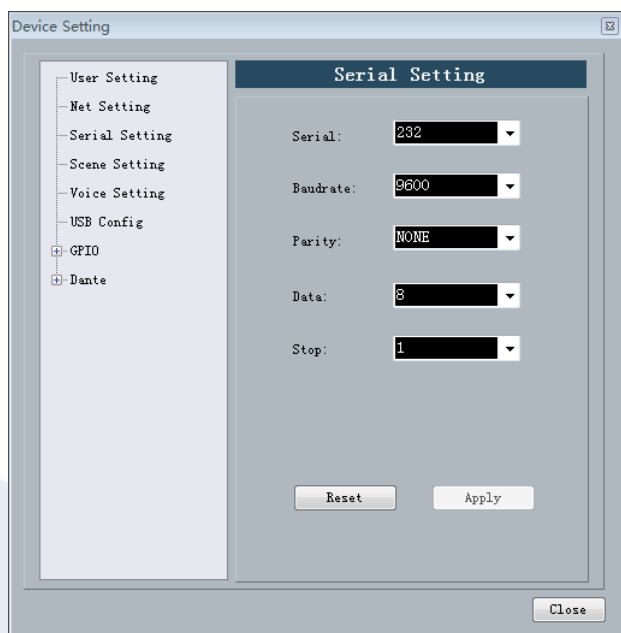 Device Setting
User Setting
Net Setting
Serial Setting
Scene Setting
Voice Setting
USB Config
GPIO
Dante
Serial Setting
Serial: 232
Baudrate: 9600
Parity: NONE
Data: 8
Stop: 1
Reset Apply
Close